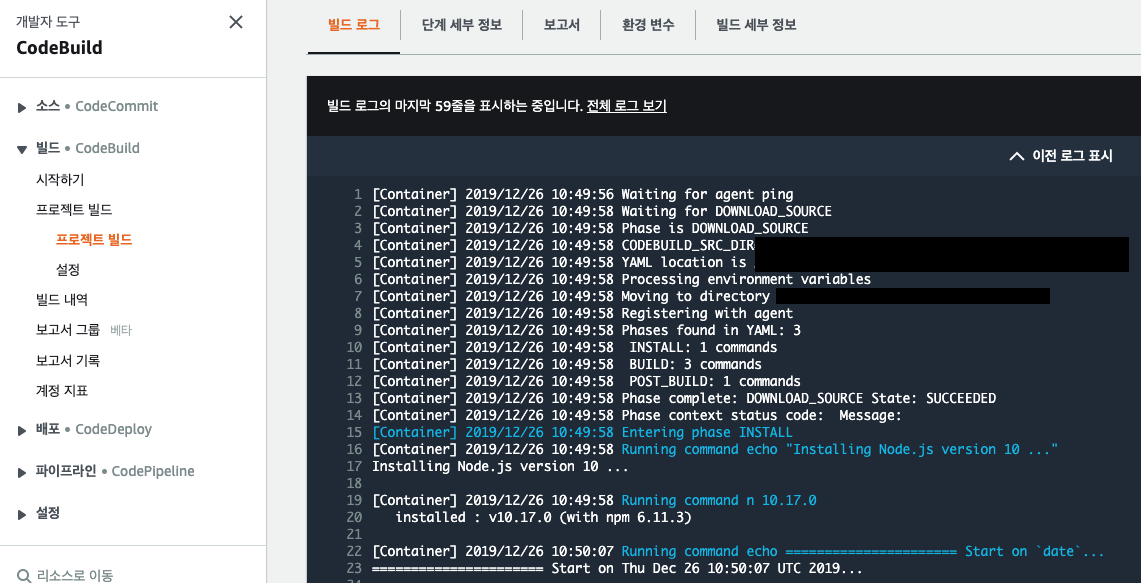 개발자 도구
CodeBuild
소스 • CodeCommit
빌드 • CodeBuild
시작하기
프로젝트 빌드
프로젝트 빌드
설정
빌드 내역
보고서 그룹 베타
보고서 기록
계정 지표
배포 • CodeDeploy
파이프라인 • CodePipeline
설정
리소스로 이동
빌드 로그 단계 세부 정보 보고서 환경 변수 빌드 세부 정보
빌드 로그의 마지막 59줄을 표시하는 중입니다. 전체 로그 보기
이전 로그 표시
1 [Container] 2019/12/26 10:49:56 Waiting for agent ping
2 [Container] 2019/12/26 10:49:58 Waiting for DOWNLOAD_SOURCE
3 [Container] 2019/12/26 10:49:58 Phase is DOWNLOAD_SOURCE
4 [Container] 2019/12/26 10:49:58 CODEBUILD_SRC_DIR
5 [Container] 2019/12/26 10:49:58 YAML location is
6 [Container] 2019/12/26 10:49:58 Processing environment variables
7 [Container] 2019/12/26 10:49:58 Moving to directory
8 [Container] 2019/12/26 10:49:58 Registering with agent
9 [Container] 2019/12/26 10:49:58 Phases found in YAML: 3
10 [Container] 2019/12/26 10:49:58  INSTALL: 1 commands
11 [Container] 2019/12/26 10:49:58  BUILD: 3 commands
12 [Container] 2019/12/26 10:49:58  POST_BUILD: 1 commands
13 [Container] 2019/12/26 10:49:58 Phase complete: DOWNLOAD_SOURCE State: SUCCEEDED
14 [Container] 2019/12/26 10:49:58 Phase context status code:  Message:
15 [Container] 2019/12/26 10:49:58 Entering phase INSTALL
16 [Container] 2019/12/26 10:49:58 Running command echo "Installing Node.js version 10 ..."
17 Installing Node.js version 10 ...
18
19 [Container] 2019/12/26 10:49:58 Running command n 10.17.0
20    installed : v10.17.0 (with npm 6.11.3)
21
22 [Container] 2019/12/26 10:50:07 Running command echo ====================== Start on `date`...
23 ====================== Start on Thu Dec 26 10:50:07 UTC 2019...